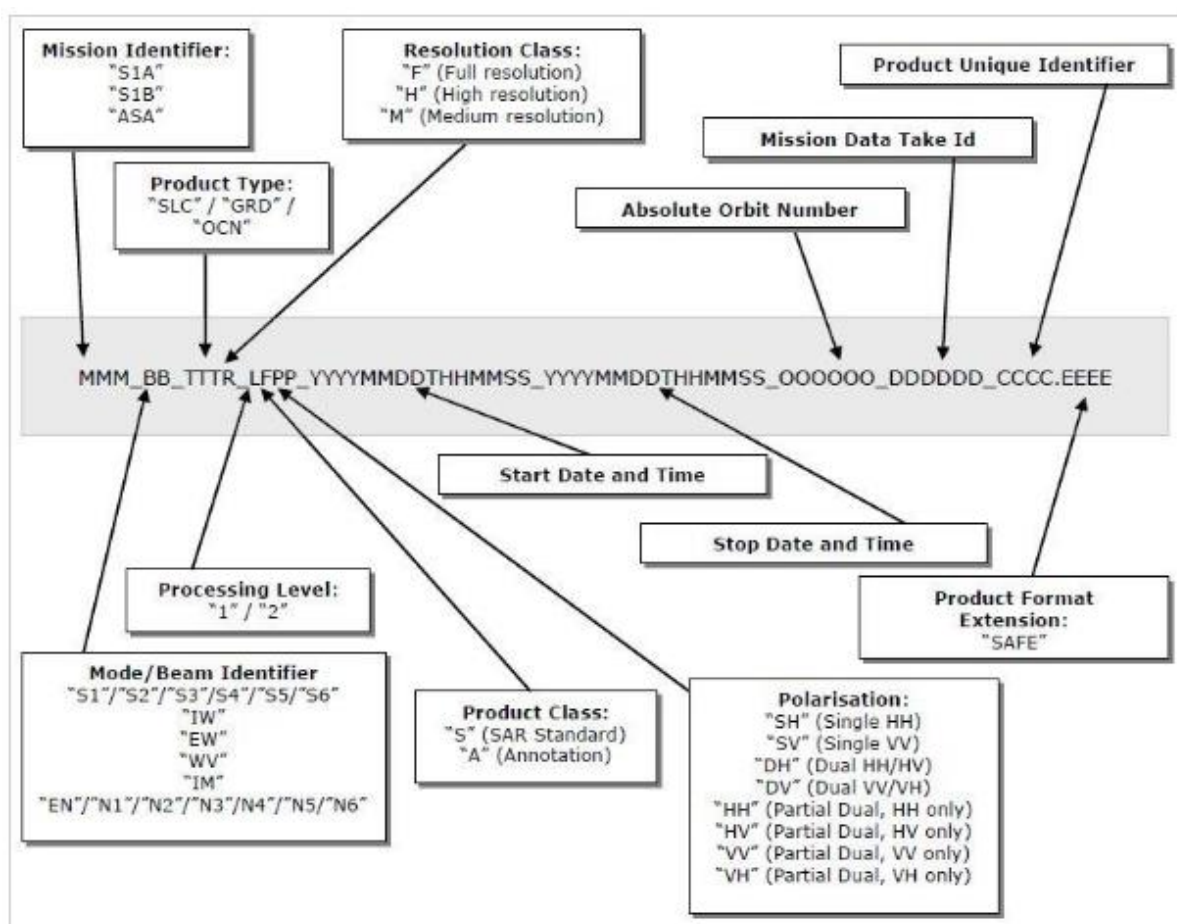 Mission Identifier:
"S1A"
"S1B"
"ASA"
Resolution Class:
"F" (Full resolution)
"H" (High resolution)
"M" (Medium resolution)
Product Unique Identifier
Mission Data Take Id
Product Type:
"SLC" / "GRD" /
"OCN"
Absolute Orbit Number
MMM_BB_TTTR_LFPP_YYYYMMDDTHHMMSS_YYYYMMDDTHHMMSS_OOOOOO_DDDDDD_CCCC.EEEE
Start Date and Time
Stop Date and Time
Processing Level:
"1" / "2"
Product Format
Extension:
"SAFE"
Mode/Beam Identifier
"S1"/"S2"/"S3"/S4"/"S5/"S6"
"IW"
"EW"
"WV"
"IM"
"EN"/"N1"/"N2"/"N3"/N4"/"N5/"N6"
Product Class:
"S" (SAR Standard)
"A" (Annotation)
Polarisation:
"SH" (Single HH)
"SV" (Single VV)
"DH" (Dual HH/HV)
"DV" (Dual VV/VH)
"HH" (Partial Dual, HH only)
"HV" (Partial Dual, HV only)
"VV" (Partial Dual, VV only)
"VH" (Partial Dual, VH only)